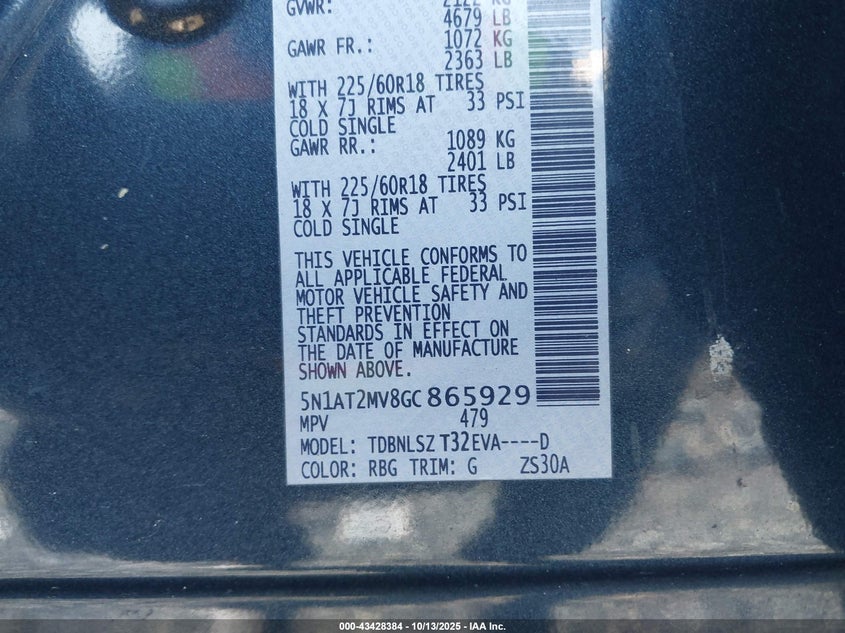 GVWR: 2122 KG
4679 LB
GAWR FR.: 1072 KG
2363 LB
WITH 225/60R18 TIRES
18 X 7J RIMS AT 33 PSI
COLD SINGLE
GAWR RR.: 1089 KG
2401 LB
WITH 225/60R18 TIRES
18 X 7J RIMS AT 33 PSI
COLD SINGLE
THIS VEHICLE CONFORMS TO
ALL APPLICABLE FEDERAL
MOTOR VEHICLE SAFETY AND
THEFT PREVENTION
STANDARDS IN EFFECT ON
THE DATE OF MANUFACTURE
SHOWN ABOVE.
5N1AT2MV8GC865929
MPV 479
MODEL: TDBNLSZ T32EVA----D
COLOR: RBG TRIM: G ZS30A
000-43428384 | 10/13/2025 - IAA Inc.